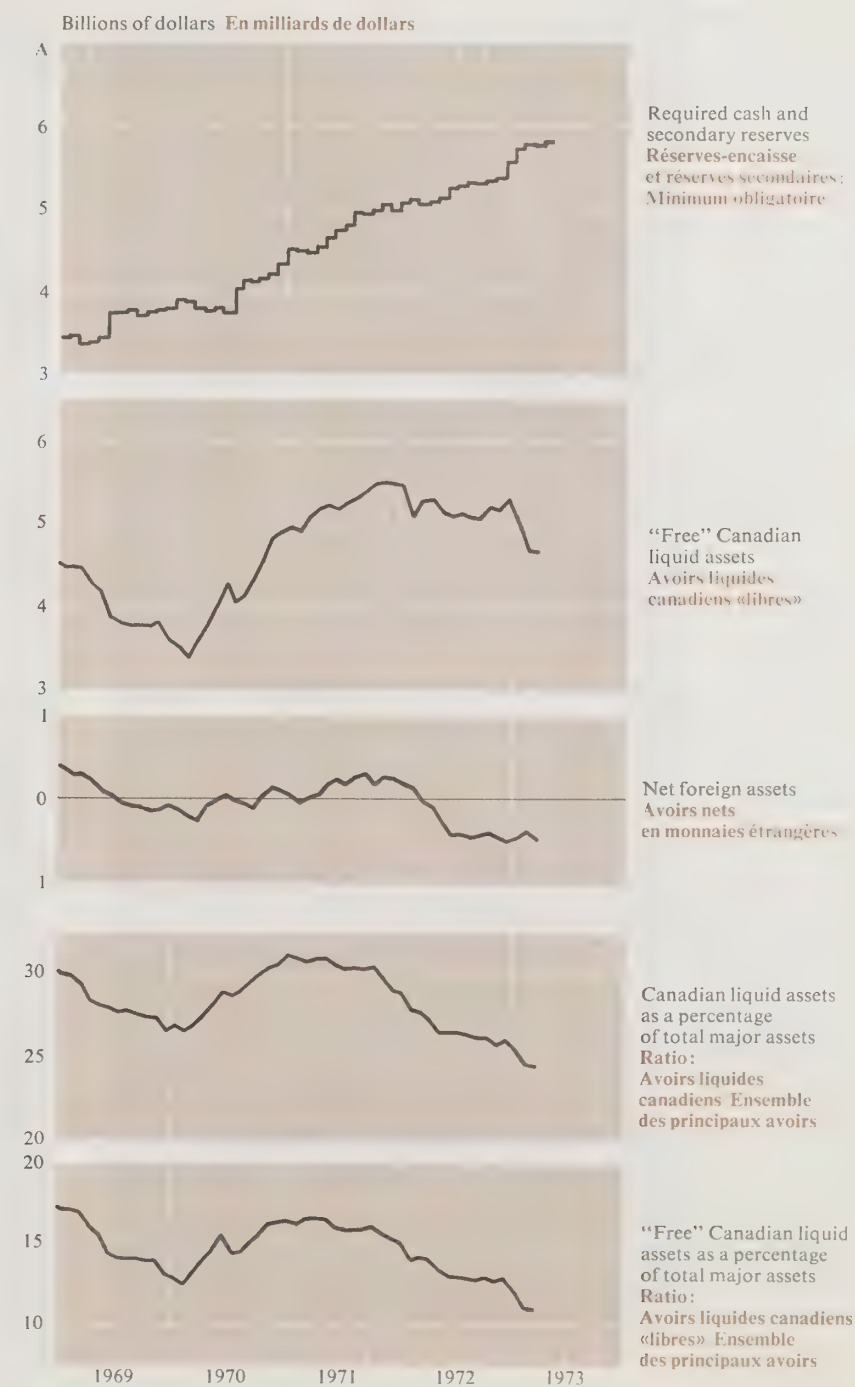 Billions of dollars En milliards de dollars
A
6
5
4
3
Required cash and
secondary reserves
Réserves-encaisse
et réserves secondaires:
Minimum obligatoire
6
5
4
3
"Free" Canadian
liquid assets
Avoirs liquides
canadiens «libres»
1
0
1
Net foreign assets
Avoirs nets
en monnaies étrangères
30
25
20
Canadian liquid assets
as a percentage
of total major assets
Ratio:
Avoirs liquides
canadiens Ensemble
des principaux avoirs
20
15
10
"Free" Canadian liquid
assets as a percentage
of total major assets
Ratio:
Avoirs liquides canadiens
«libres» Ensemble
des principaux avoirs
1969 1970 1971 1972 1973